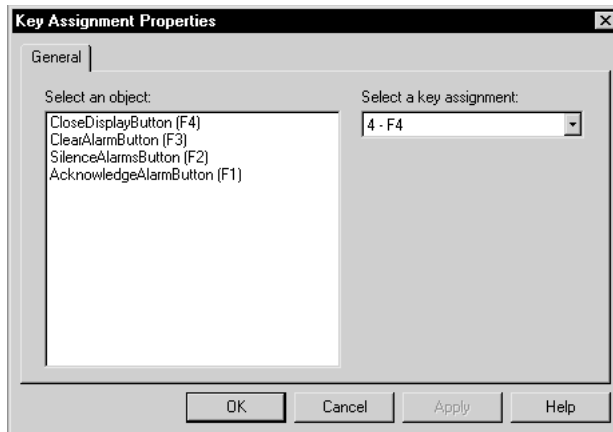 Key Assignment Properties
General
Select an object:
Select a key assignment:
CloseDisplayButton (F4)
4 - F4
ClearAlarmButton (F3)
SilenceAlarmsButton (F2)
AcknowledgeAlarmButton (F1)
OK
Cancel
Apply
Help